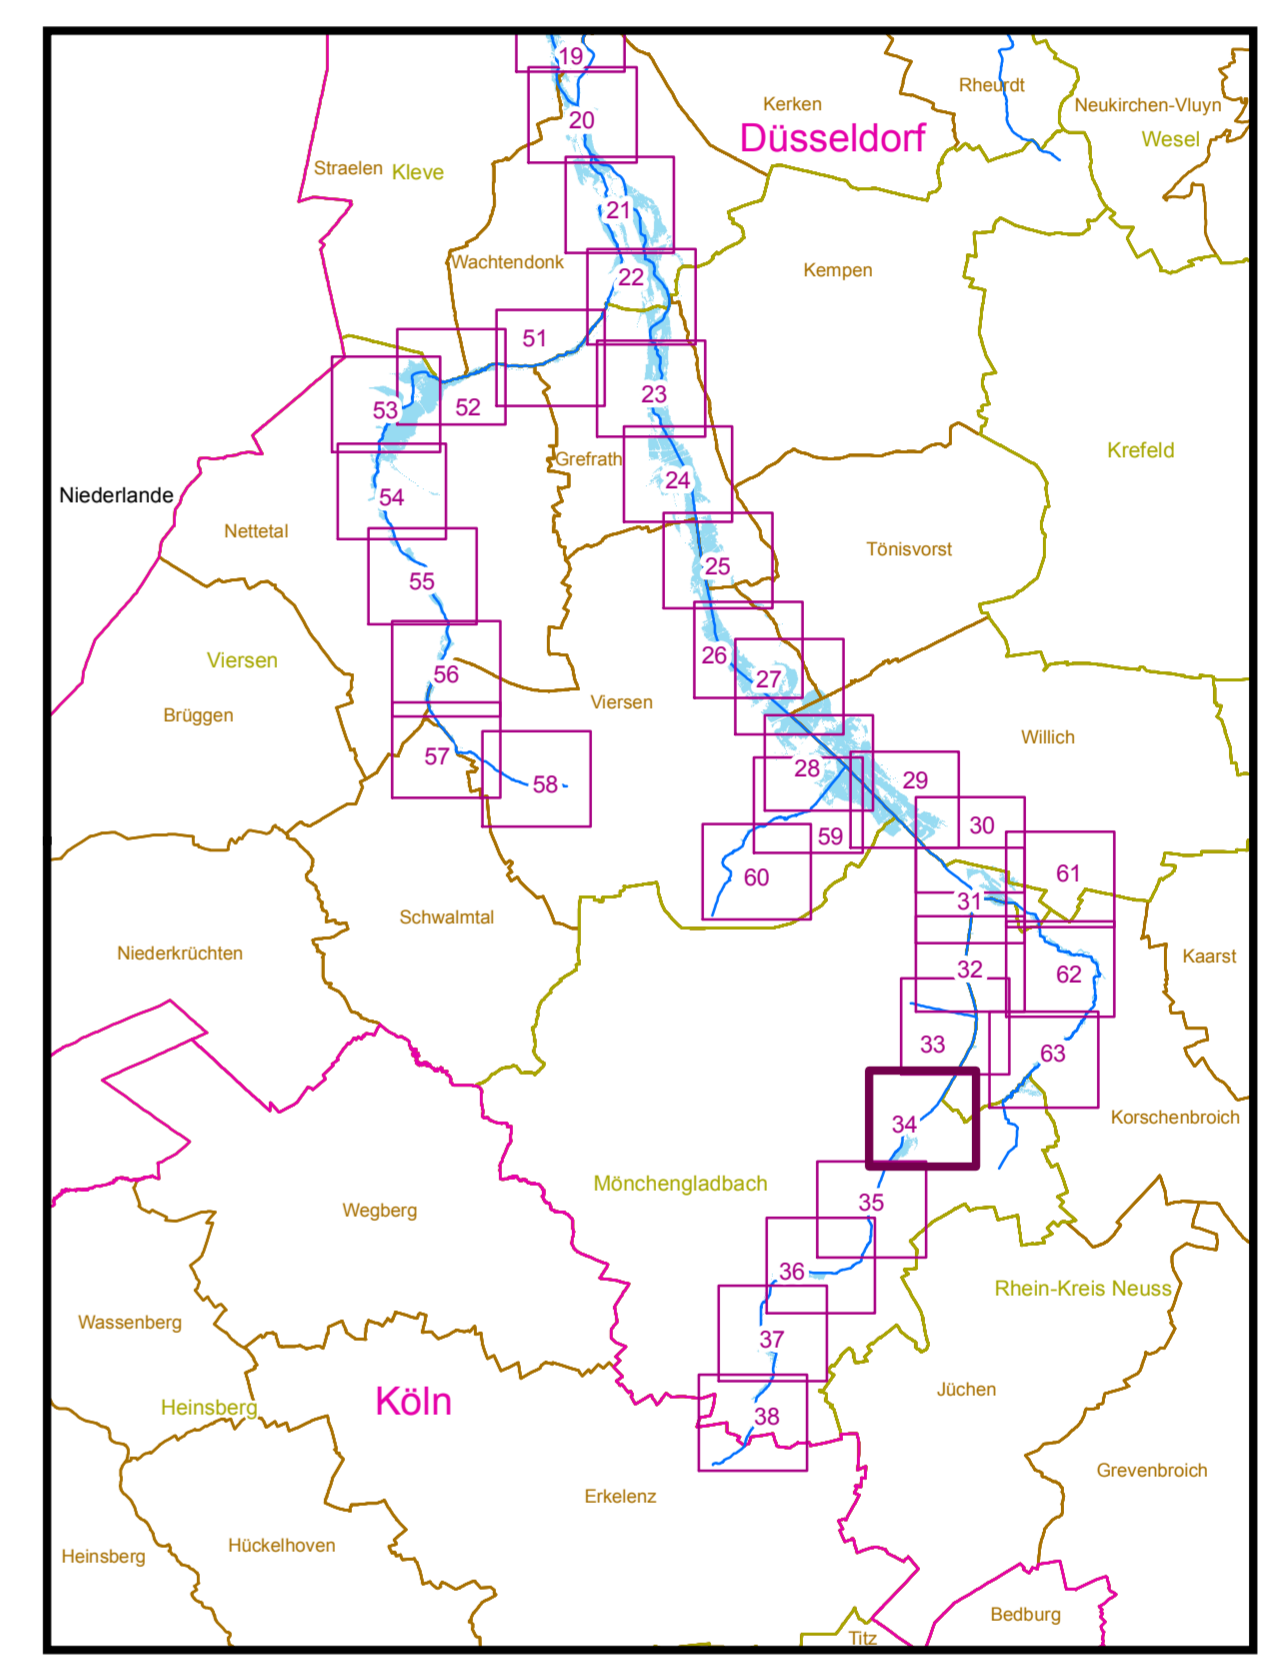 19
Rheurdt
Kerken
Neukirchen-Vluyn
20
Düsseldorf
Wesel
Straelen
Kleve
21
Wachtendonk
Kempen
22
51
23
53
52
Krefeld
Grefrath
24
Niederlande
54
Nettetal
Tönisvorst
25
55
26
Viersen
56
27
Viersen
Brüggen
Willich
57
28
29
58
30
59
61
60
31
Schwalmtal
Niederkrüchten
Kaarst
32
62
33
63
Korschenbroich
34
Mönchengladbach
35
Wegberg
36
Rhein-Kreis Neuss
Wassenberg
37
Jüchen
Köln
Heinsberg
38
Grevenbroich
Erkelenz
Hückelhoven
Heinsberg
Bedburg
Titz